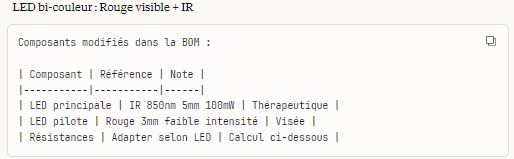 LED bi-couleur : Rouge visible + IR
Composants modifiés dans la BOM :
| Composant | Référence | Note |
|-----------|-----------|------|
| LED principale | IR 850nm 5mm 100mW | Thérapeutique |
| LED pilote | Rouge 3mm faible intensité | Visée |
| Résistances | Adapter selon LED | Calcul ci-dessous |